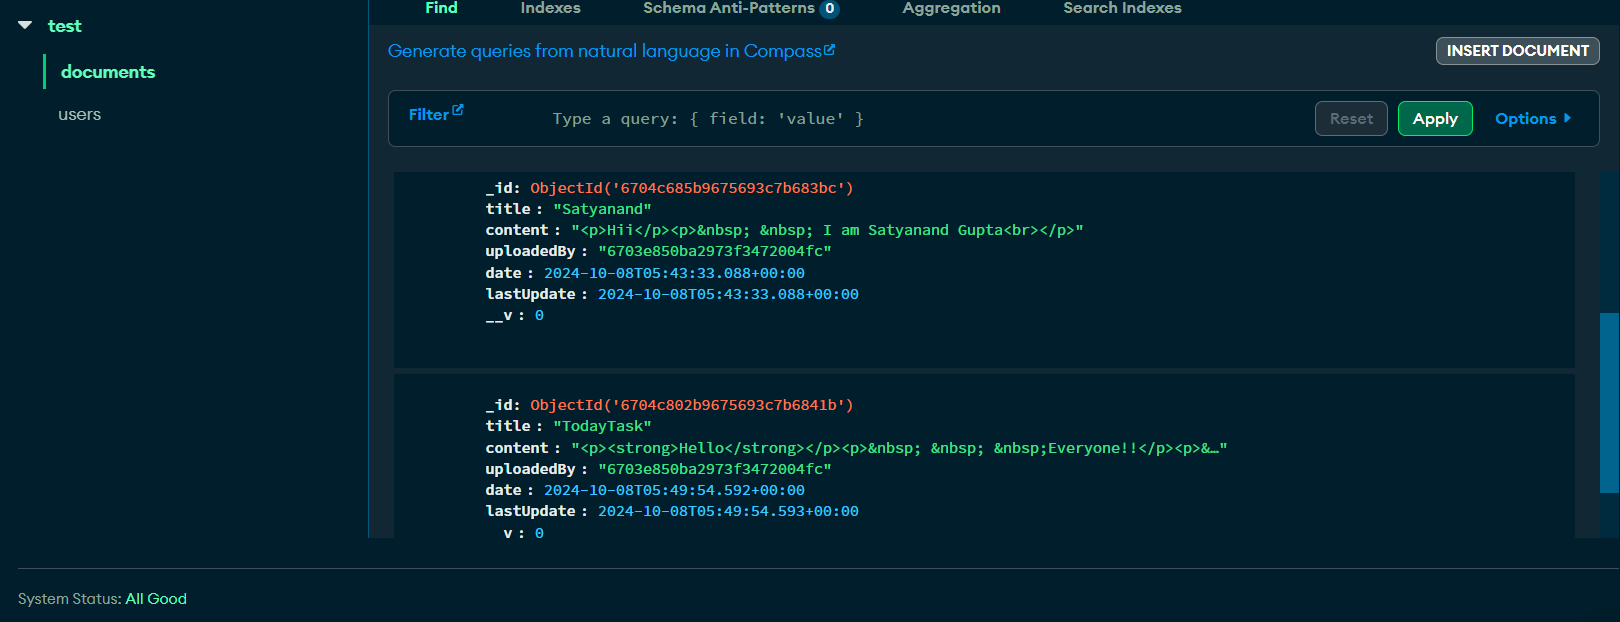 test
documents
users
Find Indexes Schema Anti-Patterns 0 Aggregation Search Indexes
Generate queries from natural language in Compass
INSERT DOCUMENT
Filter Type a query: { field: 'value' } Reset Apply Options
_id: ObjectId('6704c685b9675693c7b683bc')
title : "Satyanand"
content : "<p>Hii</p><p>&nbsp; &nbsp; I am Satyanand Gupta<br></p>"
uploadedBy : "6703e850ba2973f3472004fc"
date : 2024-10-08T05:43:33.088+00:00
lastUpdate : 2024-10-08T05:43:33.088+00:00
__v : 0
_id: ObjectId('6704c802b9675693c7b6841b')
title : "TodayTask"
content : "<p><strong>Hello</strong></p><p>&nbsp; &nbsp; &nbsp;Everyone!!</p><p>&…"
uploadedBy : "6703e850ba2973f3472004fc"
date : 2024-10-08T05:49:54.592+00:00
lastUpdate : 2024-10-08T05:49:54.593+00:00
v : 0
System Status: All Good